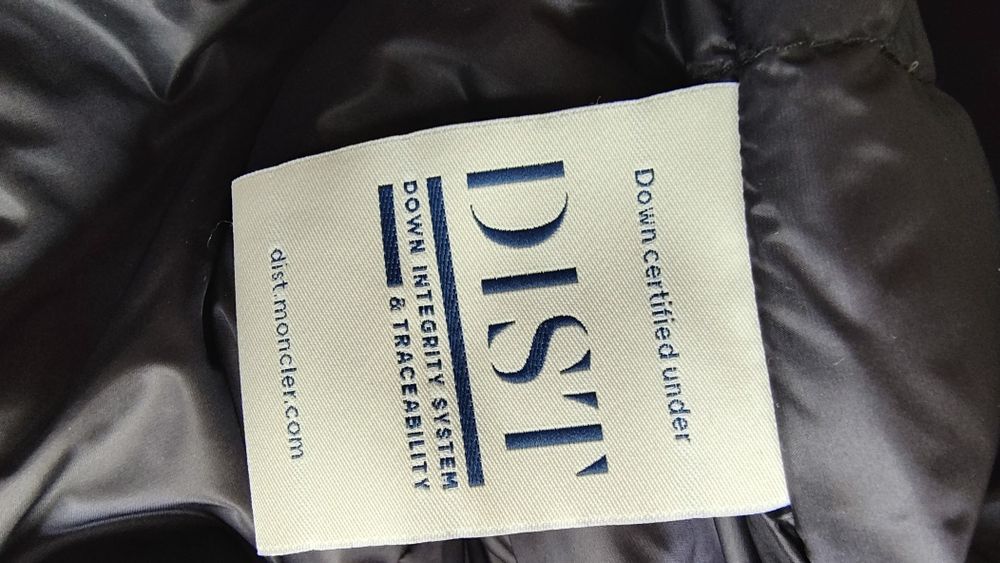 Down certified under
DIST
DOWN INTEGRITY SYSTEM
& TRACEABILITY
dist.moncler.com